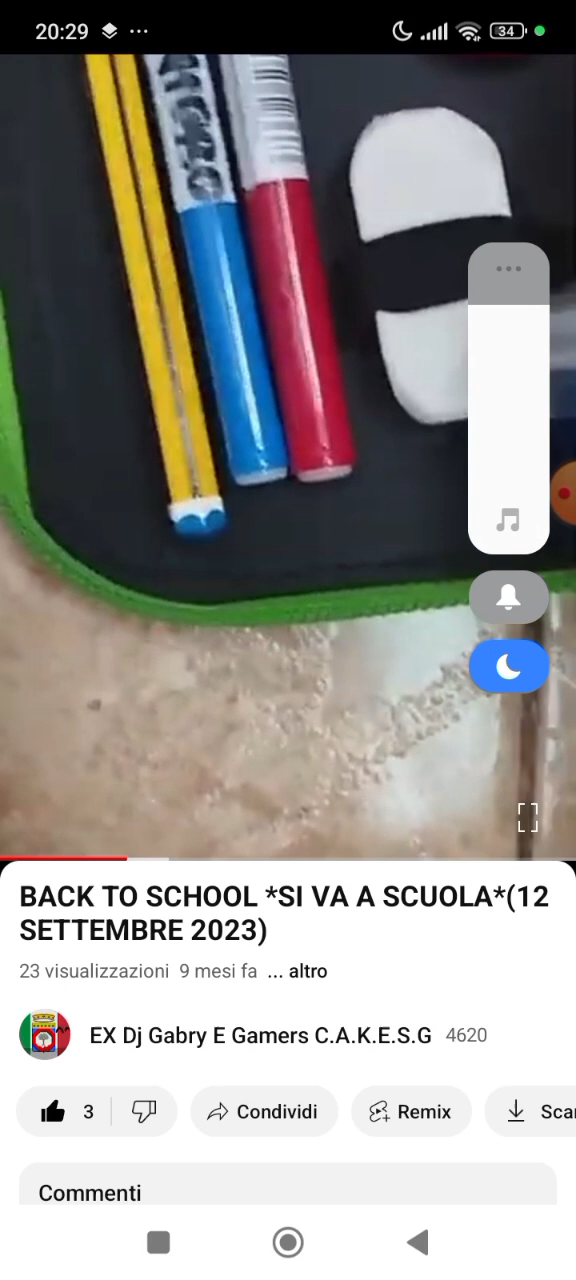 20:29
34
BACK TO SCHOOL *SI VA A SCUOLA*(12
SETTEMBRE 2023)
23 visualizzazioni 9 mesi fa ... altro
EX Dj Gabry E Gamers C.A.K.E.S.G 4620
3 Condividi Remix Scar
Commenti